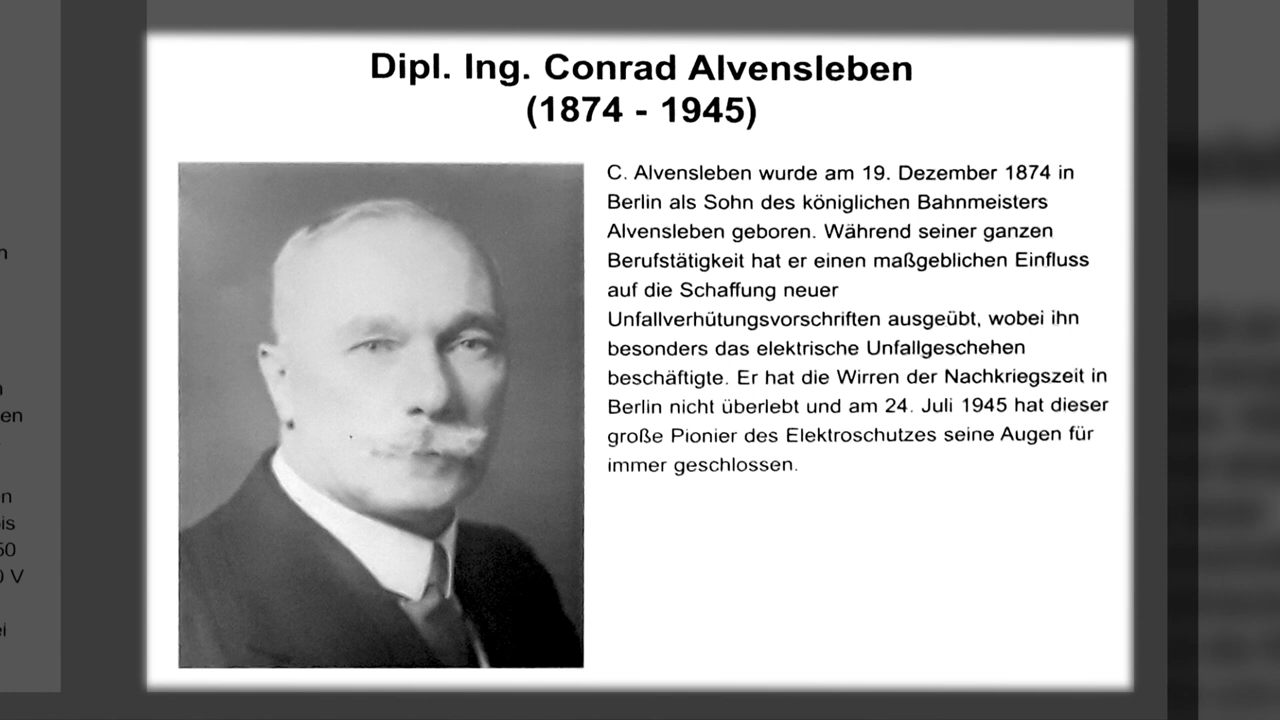 Dipl. Ing. Conrad Alvensleben
(1874 - 1945)
C. Alvensleben wurde am 19. Dezember 1874 in
Berlin als Sohn des königlichen Bahnmeisters
Alvensleben geboren. Während seiner ganzen
Berufstätigkeit hat er einen maßgeblichen Einfluss
auf die Schaffung neuer
Unfallverhütungsvorschriften ausgeübt, wobei ihn
besonders das elektrische Unfallgeschehen
beschäftigte. Er hat die Wirren der Nachkriegszeit in
Berlin nicht überlebt und am 24. Juli 1945 hat dieser
große Pionier des Elektroschutzes seine Augen für
immer geschlossen.